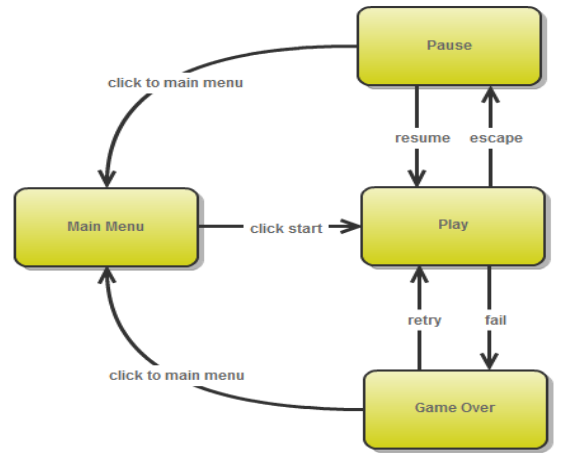 Pause
click to main menu
resume
escape
Main Menu
click start
Play
retry
fail
click to main menu
Game Over